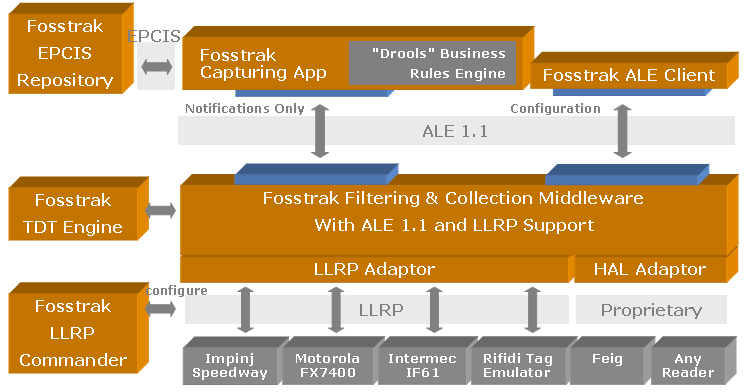 Fosstrak
EPCIS
Repository
EPCIS
Fosstrak
Capturing App
"Drools" Business
Rules Engine
Fosstrak ALE Client
Notifications Only
Configuration
ALE 1.1
Fosstrak
TDT Engine
Fosstrak Filtering & Collection Middleware
With ALE 1.1 and LLRP Support
LLRP Adaptor
HAL Adaptor
Fosstrak
LLRP
Commander
configure
LLRP
Proprietary
Impinj
Speedway
Motorola
FX7400
Intermec
IF61
Rifidi Tag
Emulator
Feig
Any
Reader